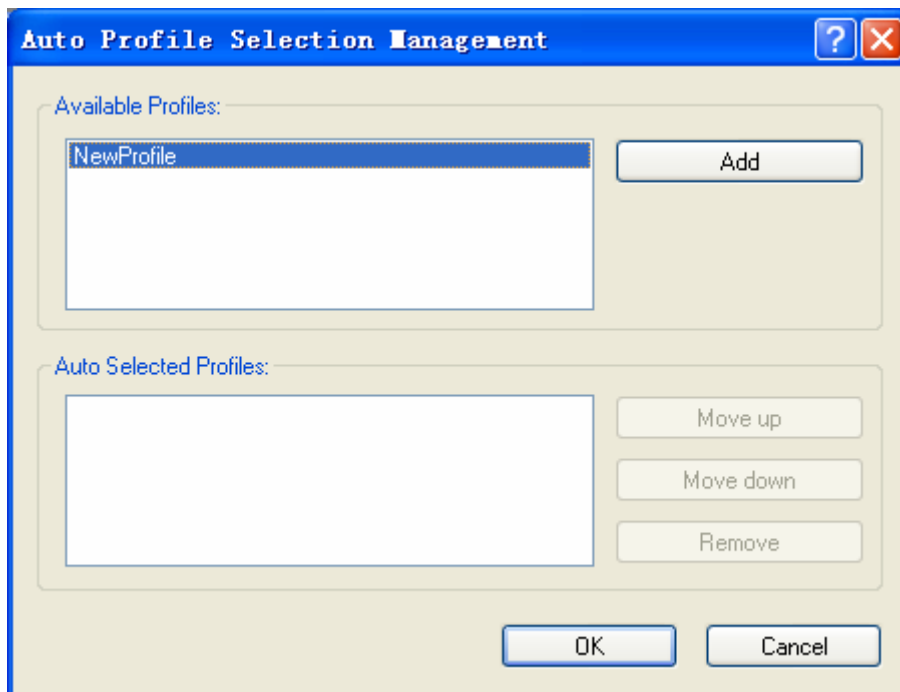 Auto Profile Selection Management
Available Profiles:
NewProfile
Add
Auto Selected Profiles:
Move up
Move down
Remove
OK
Cancel